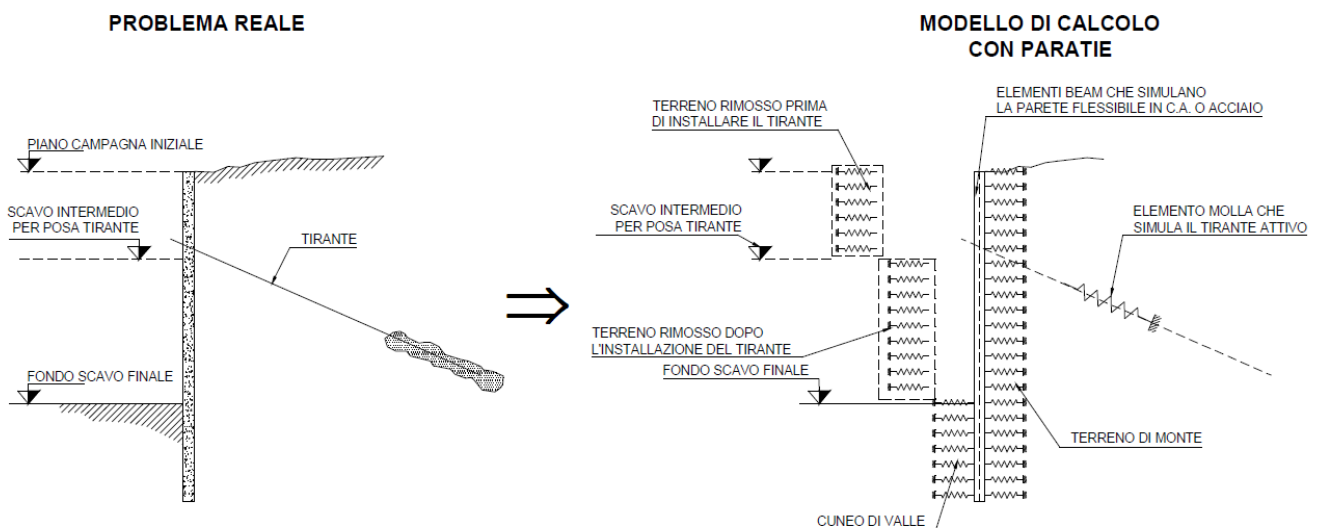 PROBLEMA REALE
PIANO CAMPAGNA INIZIALE
SCAVO INTERMEDIO
PER POSA TIRANTE
TIRANTE
FONDO SCAVO FINALE
MODELLO DI CALCOLO
CON PARATIE
TERRENO RIMOSSO PRIMA
DI INSTALLARE IL TIRANTE
ELEMENTI BEAM CHE SIMULANO
LA PARETE FLESSIBILE IN C.A. O ACCIAIO
SCAVO INTERMEDIO
PER POSA TIRANTE
ELEMENTO MOLLA CHE
SIMULA IL TIRANTE ATTIVO
TERRENO RIMOSSO DOPO
L'INSTALLAZIONE DEL TIRANTE
FONDO SCAVO FINALE
TERRENO DI MONTE
CUNEO DI VALLE